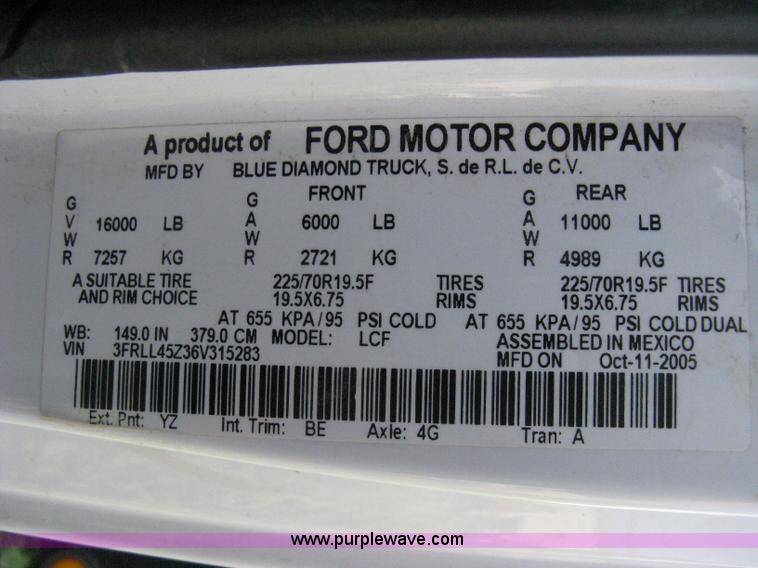 A product of FORD MOTOR COMPANY
MFD BY BLUE DIAMOND TRUCK, S. de R.L. de C.V.
GVWR 16000 LB 7257 KG
FRONT GAWR 6000 LB 2721 KG
REAR GAWR 11000 LB 4989 KG
A SUITABLE TIRE 225/70R19.5F TIRES 225/70R19.5F TIRES
AND RIM CHOICE 19.5X6.75 RIMS 19.5X6.75 RIMS
AT 655 KPA/95 PSI COLD AT 655 KPA/95 PSI COLD DUAL
WB: 149.0 IN 379.0 CM MODEL: LCF ASSEMBLED IN MEXICO
VIN 3FRLL45Z36V315283 MFD ON Oct-11-2005
Ext. Pnt: YZ Int. Trim: BE Axle: 4G Tran: A
www.purplewave.com